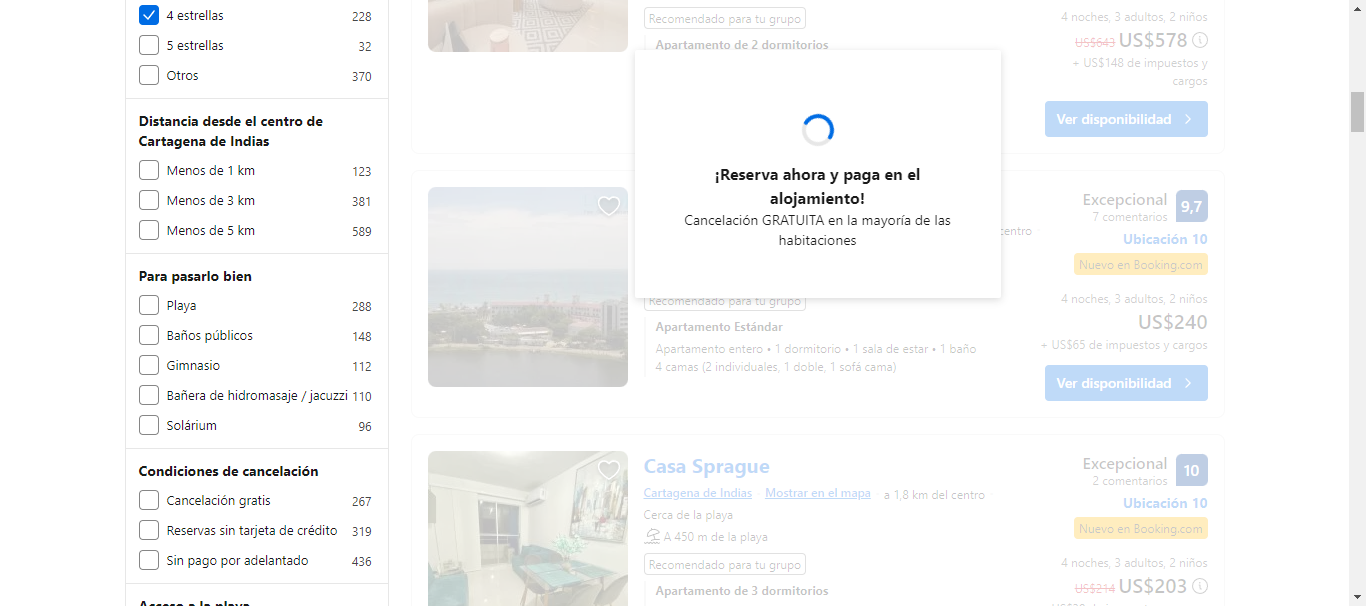 4 estrellas 228
5 estrellas 32
Otros 370
Distancia desde el centro de
Cartagena de Indias
Menos de 1 km 123
Menos de 3 km 381
Menos de 5 km 589
Para pasarlo bien
Playa 288
Baños públicos 148
Gimnasio 112
Bañera de hidromasaje / jacuzzi 110
Solárium 96
Condiciones de cancelación
Cancelación gratis 267
Reservas sin tarjeta de crédito 319
Sin pago por adelantado 436
Acceso a la playa
Recomendado para tu grupo
Apartamento de 2 dormitorios
4 noches, 3 adultos, 2 niños
US$643 US$578
+ US$148 de impuestos y
cargos
Ver disponibilidad
¡Reserva ahora y paga en el
alojamiento!
Cancelación GRATUITA en la mayoría de las
habitaciones
centro
Excepcional 9,7
7 comentarios
Ubicación 10
Nuevo en Booking.com
Recomendado para tu grupo
Apartamento Estándar
Apartamento entero • 1 dormitorio • 1 sala de estar • 1 baño
4 camas (2 individuales, 1 doble, 1 sofá cama)
4 noches, 3 adultos, 2 niños
US$240
+ US$65 de impuestos y cargos
Ver disponibilidad
Casa Sprague
Cartagena de Indias Mostrar en el mapa a 1,8 km del centro
Cerca de la playa
A 450 m de la playa
Recomendado para tu grupo
Apartamento de 3 dormitorios
Excepcional 10
2 comentarios
Ubicación 10
Nuevo en Booking.com
4 noches, 3 adultos, 2 niños
US$214 US$203